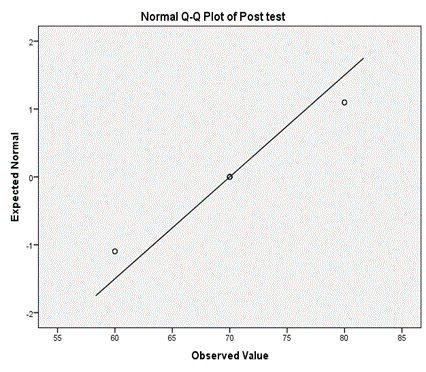 Normal Q-Q Plot of Post test
Expected Normal
2
1
0
-1
-2
55 60 65 70 75 80 85
Observed Value